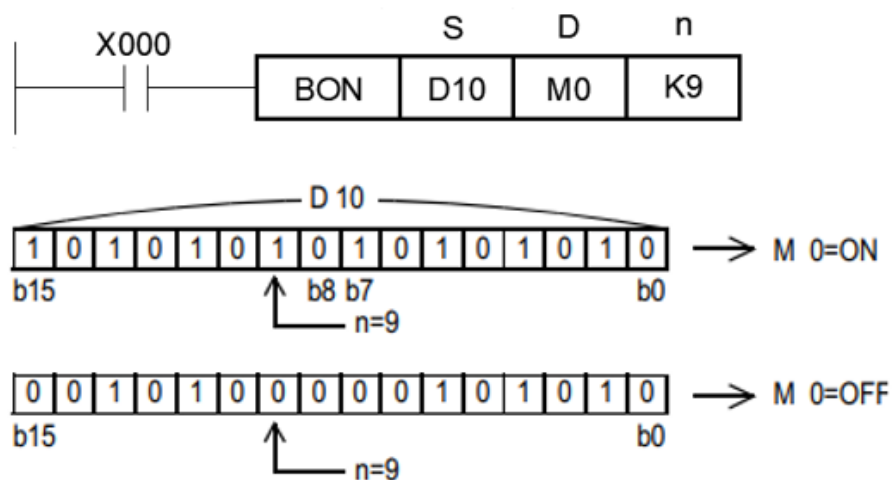 S D n
X000
BON D10 M0 K9
D 10
1 0 1 0 1 0 1 0 1 0 1 0 1 0 1 0 M 0=ON
b15 b8 b7 b0
n=9
0 0 1 0 1 0 0 0 0 0 1 0 1 0 1 0 M 0=OFF
b15 b0
n=9